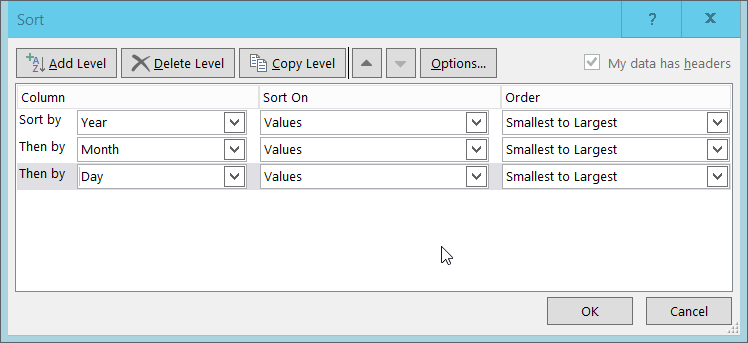 Sort ? x
Add Level Delete Level Copy Level Options... My data has headers
Column Sort On Order
Sort by Year Values Smallest to Largest
Then by Month Values Smallest to Largest
Then by Day Values Smallest to Largest
OK Cancel